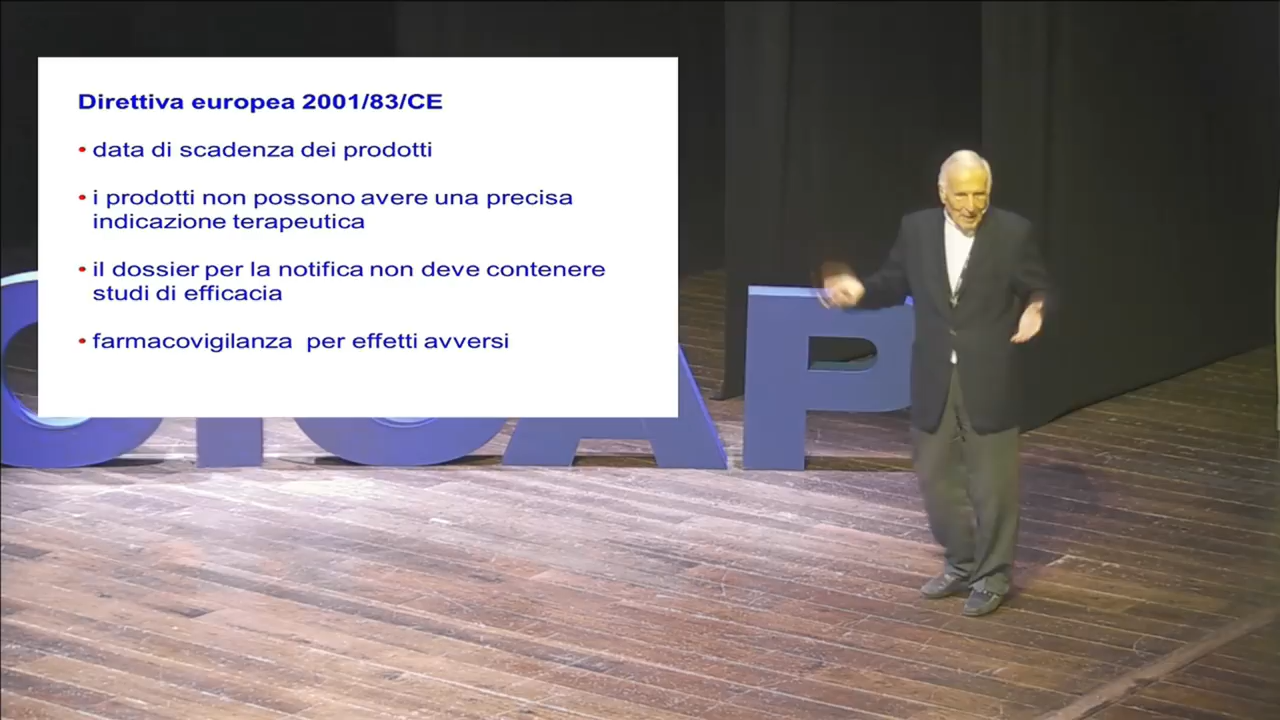 Direttiva europea 2001/83/CE
• data di scadenza dei prodotti
• i prodotti non possono avere una precisa
indicazione terapeutica
• il dossier per la notifica non deve contenere
studi di efficacia
• farmacovigilanza per effetti avversi
CICAP